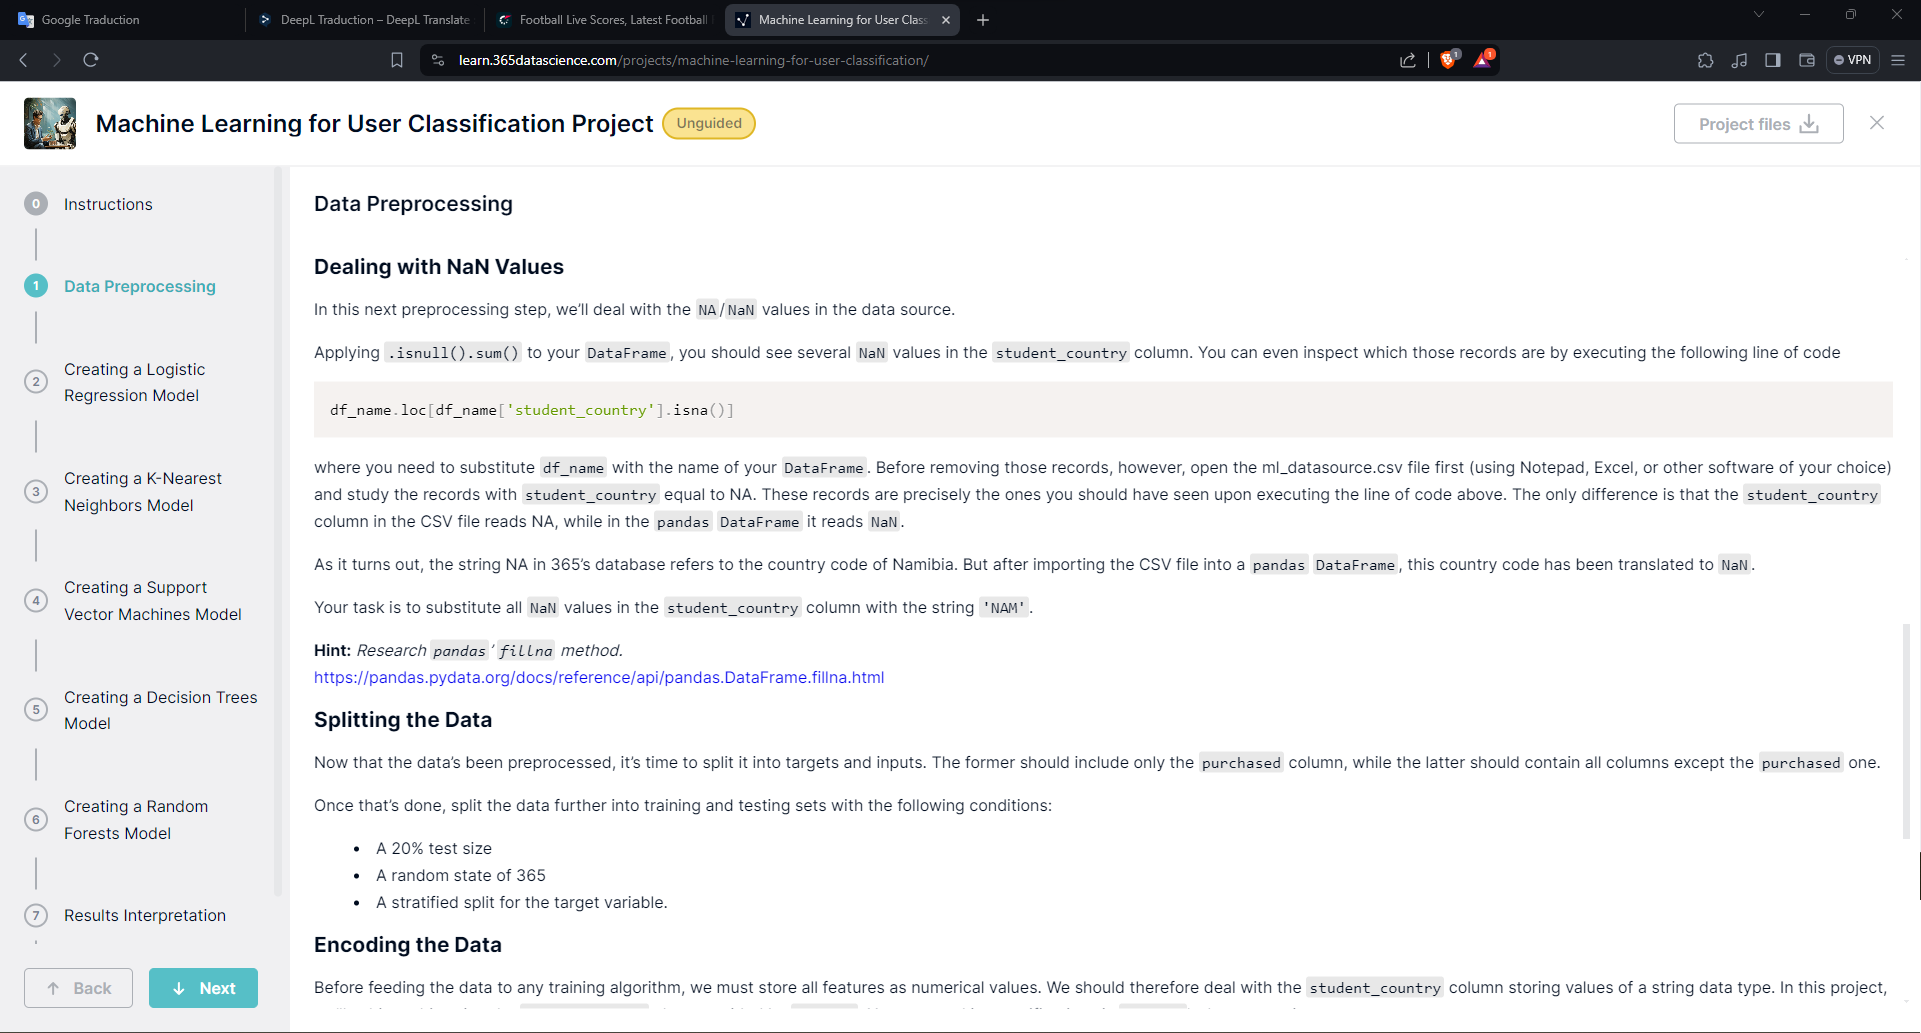 Google Traduction
DeepL Traduction – DeepL Translate
Football Live Scores, Latest Football
Machine Learning for User Class
learn.365datascience.com/projects/machine-learning-for-user-classification/
1
1
VPN
Machine Learning for User Classification Project
Unguided
Project files
0 Instructions
1 Data Preprocessing
2 Creating a Logistic
Regression Model
3 Creating a K-Nearest
Neighbors Model
4 Creating a Support
Vector Machines Model
5 Creating a Decision Trees
Model
6 Creating a Random
Forests Model
7 Results Interpretation
Back
Next
Data Preprocessing
Dealing with NaN Values
In this next preprocessing step, we’ll deal with the NA/NaN values in the data source.
Applying .isnull().sum() to your DataFrame, you should see several NaN values in the student_country column. You can even inspect which those records are by executing the following line of code
df_name.loc[df_name['student_country'].isna()]
where you need to substitute df_name with the name of your DataFrame. Before removing those records, however, open the ml_datasource.csv file first (using Notepad, Excel, or other software of your choice)
and study the records with student_country equal to NA. These records are precisely the ones you should have seen upon executing the line of code above. The only difference is that the student_country
column in the CSV file reads NA, while in the pandas DataFrame it reads NaN.
As it turns out, the string NA in 365’s database refers to the country code of Namibia. But after importing the CSV file into a pandas DataFrame, this country code has been translated to NaN.
Your task is to substitute all NaN values in the student_country column with the string 'NAM'.
Hint: Research pandas’ fillna method.
https://pandas.pydata.org/docs/reference/api/pandas.DataFrame.fillna.html
Splitting the Data
Now that the data’s been preprocessed, it’s time to split it into targets and inputs. The former should include only the purchased column, while the latter should contain all columns except the purchased one.
Once that’s done, split the data further into training and testing sets with the following conditions:
• A 20% test size
• A random state of 365
• A stratified split for the target variable.
Encoding the Data
Before feeding the data to any training algorithm, we must store all features as numerical values. We should therefore deal with the student_country column storing values of a string data type. In this project,